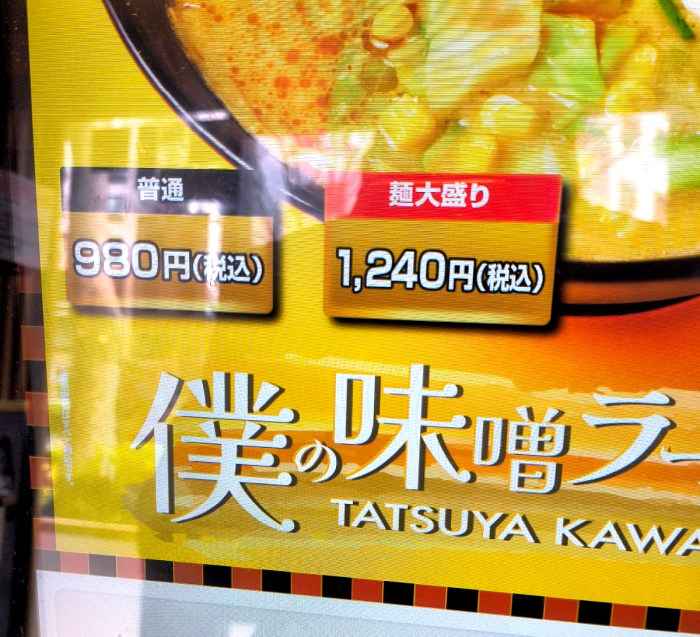 普通
980円(税込)
麺大盛り
1,240円(税込)
僕の味噌ラー
TATSUYA KAWA